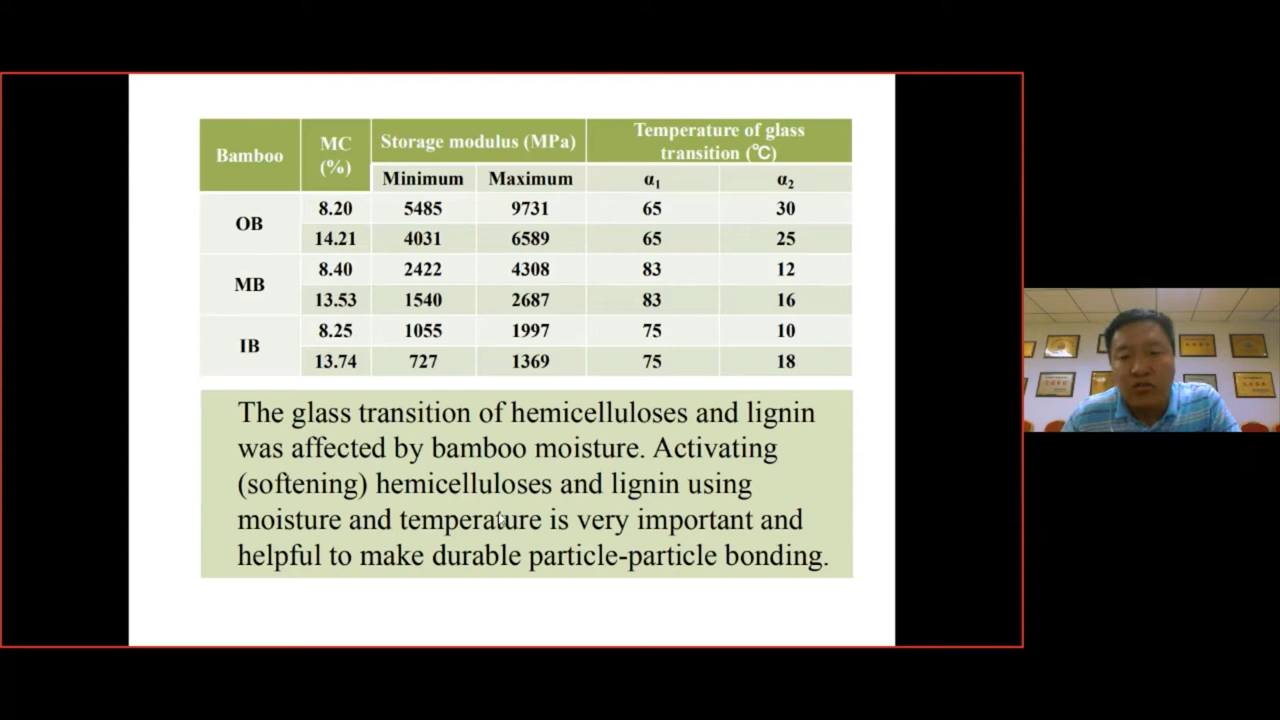 Bamboo MC (%) Storage modulus (MPa) Temperature of glass transition (℃)
Minimum Maximum α₁ α₂
OB 8.20 5485 9731 65 30
14.21 4031 6589 65 25
MB 8.40 2422 4308 83 12
13.53 1540 2687 83 16
IB 8.25 1055 1997 75 10
13.74 727 1369 75 18
The glass transition of hemicelluloses and lignin
was affected by bamboo moisture. Activating
(softening) hemicelluloses and lignin using
moisture and temperature is very important and
helpful to make durable particle-particle bonding.